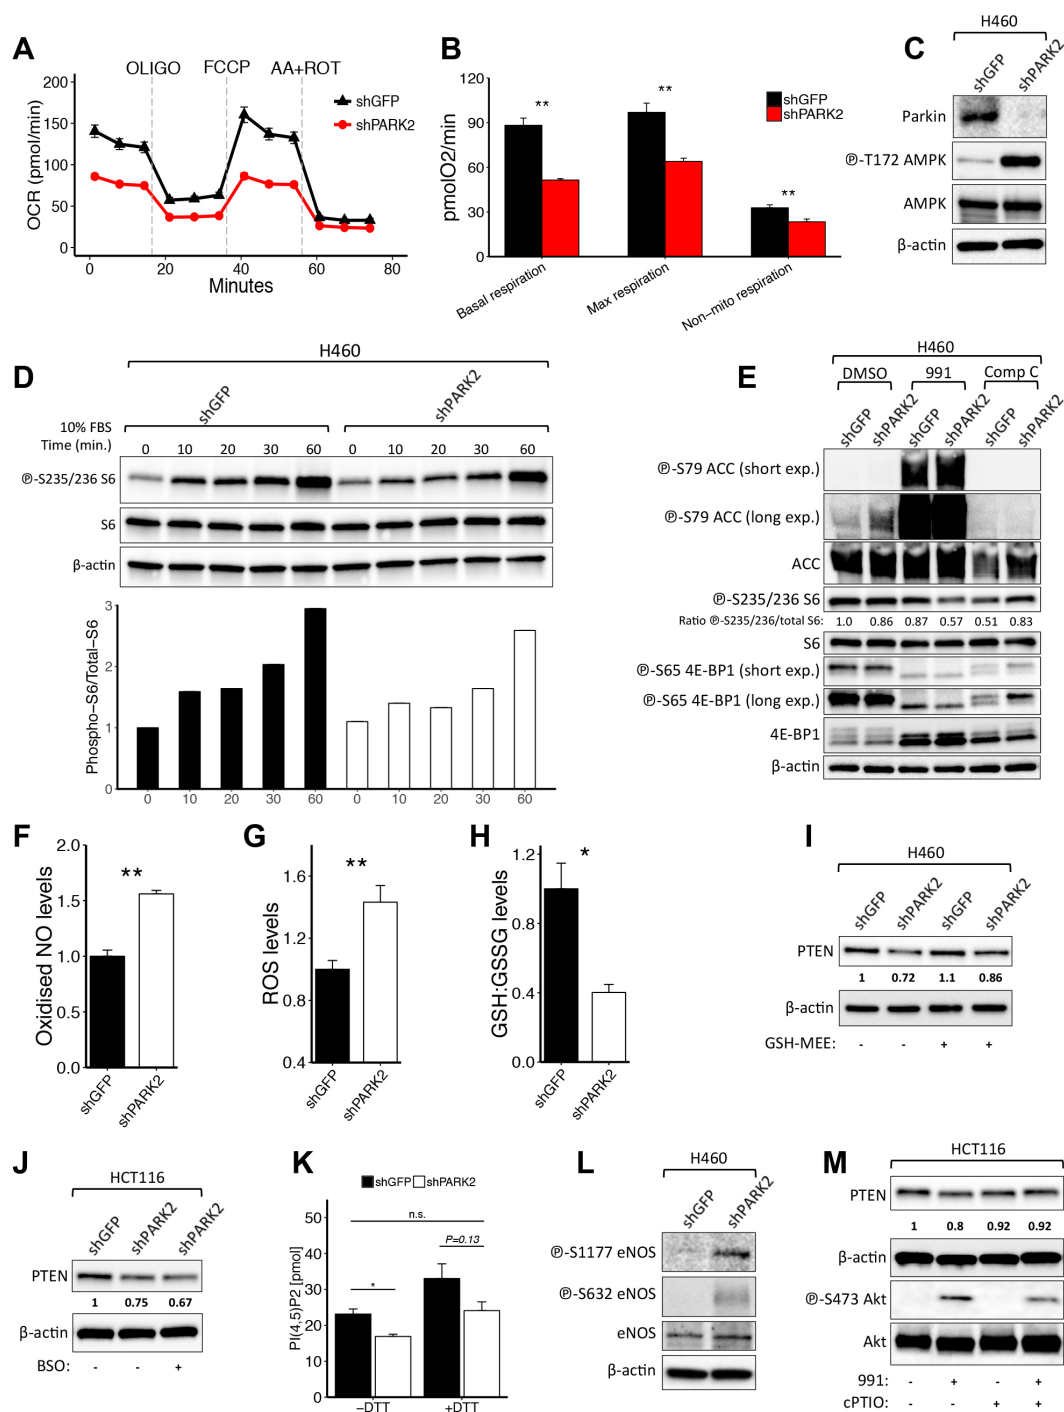 A
OLIGO FCCP AA+ROT
200
150
100
50
0
OCR (pmol/min)
shGFP
shPARK2
0 20 40 60 80
Minutes
B
120
90
60
30
0
pmolO2/min
** ** **
shGFP
shPARK2
Basal respiration Max respiration Non–mito respiration
C
H460
shGFP shPARK2
Parkin
℗-T172 AMPK
AMPK
β-actin
D
H460
shGFP shPARK2
10% FBS
Time (min.) 0 10 20 30 60 0 10 20 30 60
℗-S235/236 S6
S6
β-actin
3
2
1
0
Phospho–S6/Total–S6
0 10 20 30 60 0 10 20 30 60
E
H460
DMSO 991 Comp C
shGFP shPARK2 shGFP shPARK2 shGFP shPARK2
℗-S79 ACC (short exp.)
℗-S79 ACC (long exp.)
ACC
℗-S235/236 S6
Ratio ℗-S235/236/total S6: 1.0 0.86 0.87 0.57 0.51 0.83
S6
℗-S65 4E-BP1 (short exp.)
℗-S65 4E-BP1 (long exp.)
4E-BP1
β-actin
F
2.0
1.5
1.0
0.5
0.0
Oxidised NO levels
**
shGFP shPARK2
G
1.6
1.2
0.8
0.4
ROS levels
**
shGFP shPARK2
H
1.2
0.8
0.4
0.0
GSH:GSSG levels
*
shGFP shPARK2
I
H460
shGFP shPARK2 shGFP shPARK2
PTEN
1 0.72 1.1 0.86
β-actin
GSH-MEE: - - + +
J
HCT116
shGFP shPARK2 shPARK2
PTEN
1 0.75 0.67
β-actin
BSO: - - +
K
shGFP shPARK2
50
40
30
20
10
0
PI(4,5)P2 [pmol]
n.s.
P=0.13
*
–DTT +DTT
L
H460
shGFP shPARK2
℗-S1177 eNOS
℗-S632 eNOS
eNOS
β-actin
M
HCT116
PTEN
1 0.8 0.92 0.92
β-actin
℗-S473 Akt
Akt
991: - + - +
cPTIO: - - + +